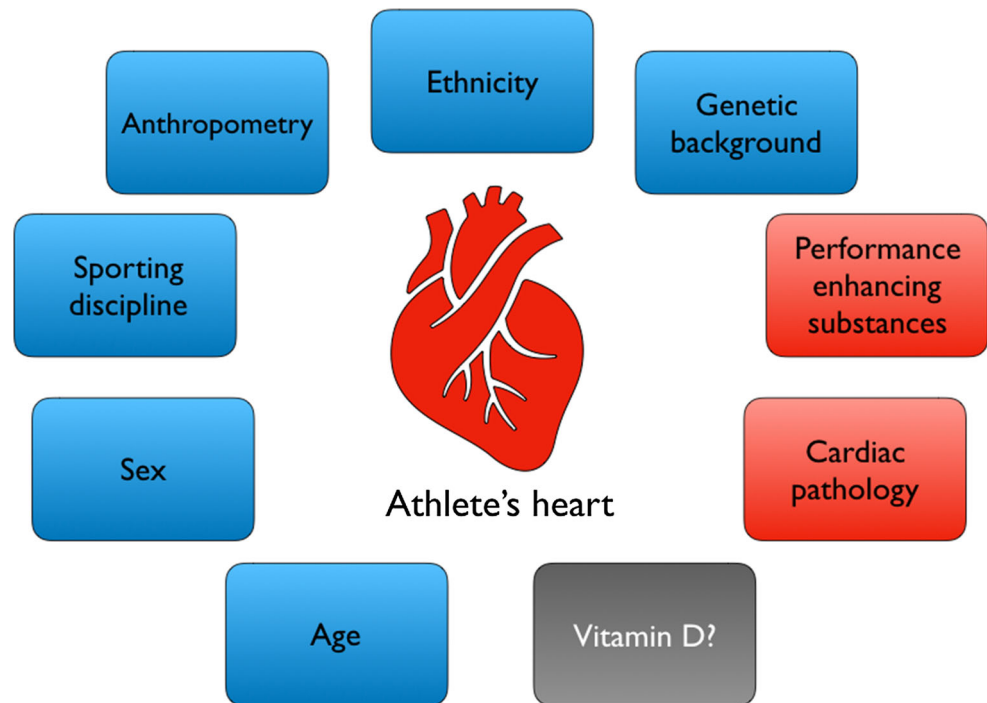 Ethnicity
Anthropometry
Genetic
background
Sporting
discipline
Performance
enhancing
substances
Sex
Cardiac
pathology
Athlete's heart
Age
Vitamin D?